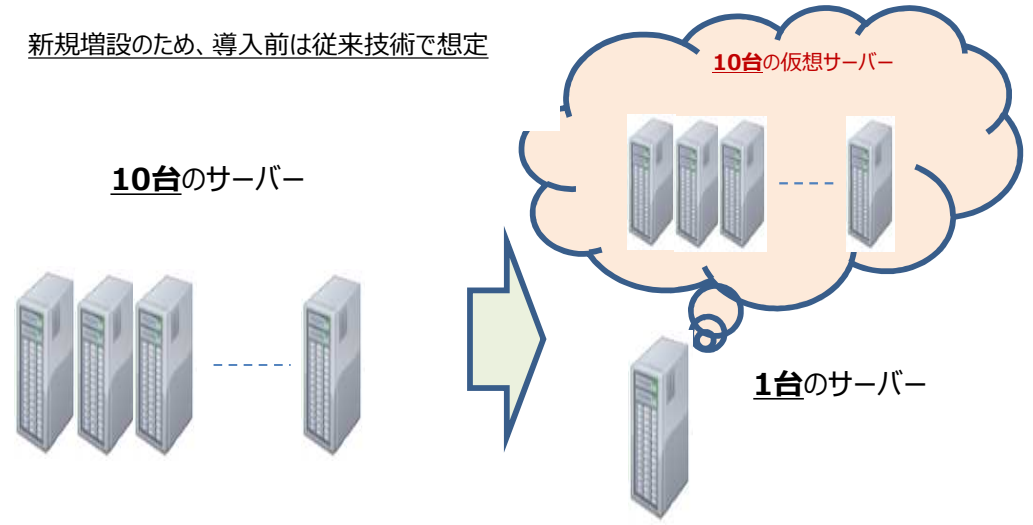 新規増設のため、導入前は従来技術で想定
10台の仮想サーバー
10台のサーバー
1台のサーバー